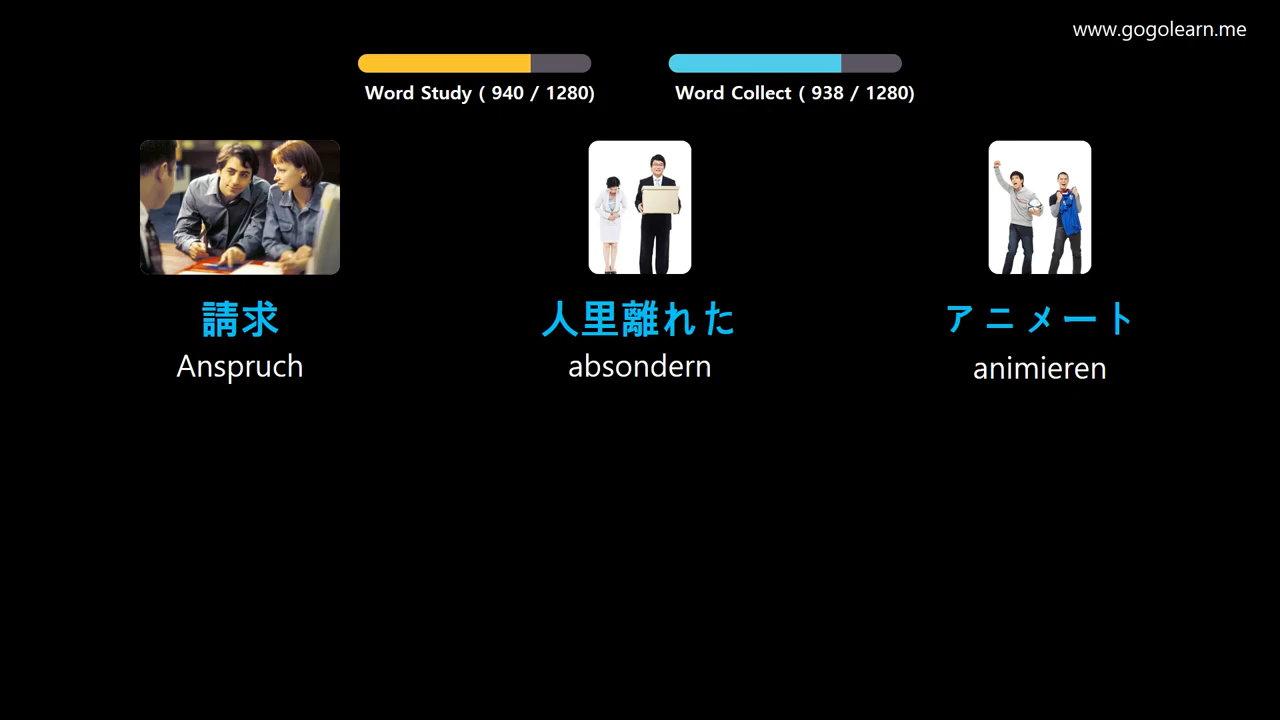 www.gogolearn.me
Word Study ( 940 / 1280)
Word Collect ( 938 / 1280)
請求
Anspruch
人里離れた
absondern
アニメート
animieren